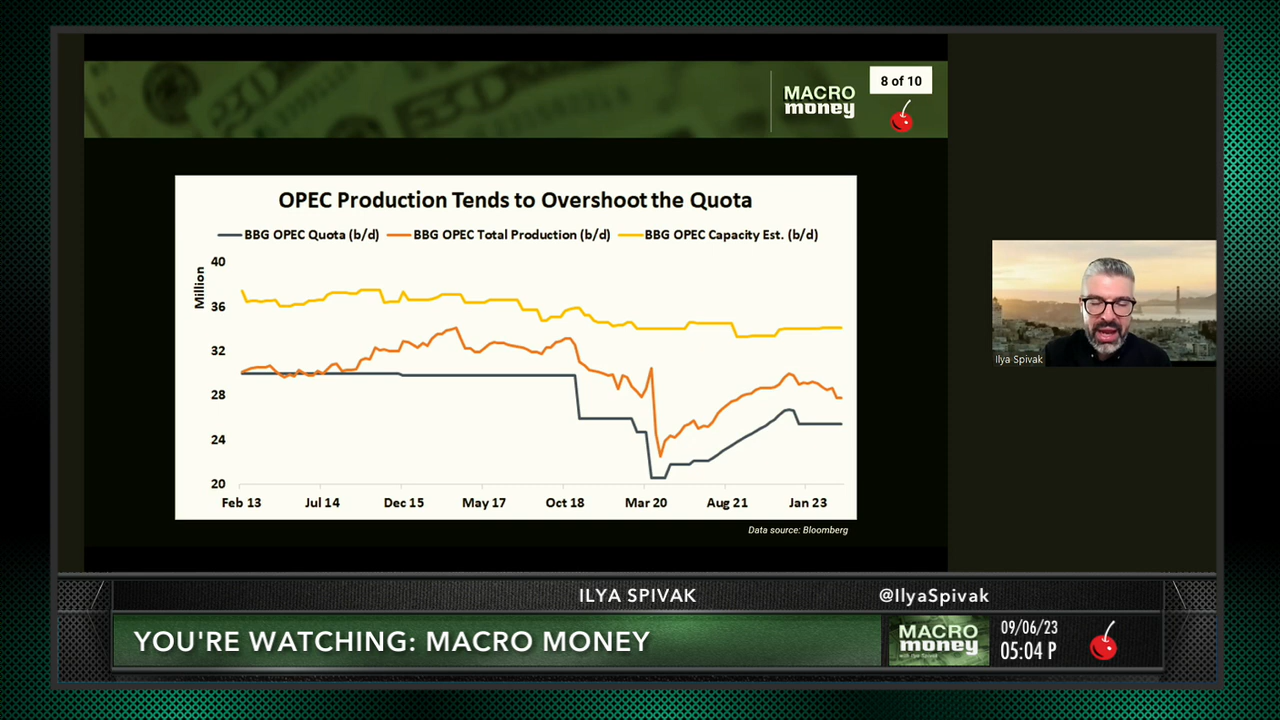 MACRO
money
8 of 10
OPEC Production Tends to Overshoot the Quota
BBG OPEC Quota (b/d) BBG OPEC Total Production (b/d) BBG OPEC Capacity Est. (b/d)
Million
40
36
32
28
24
20
Feb 13 Jul 14 Dec 15 May 17 Oct 18 Mar 20 Aug 21 Jan 23
Data source: Bloomberg
Ilya Spivak
ILYA SPIVAK @IlyaSpivak
YOU'RE WATCHING: MACRO MONEY
MACRO
money
with Ilya Spivak
09/06/23
05:04 P